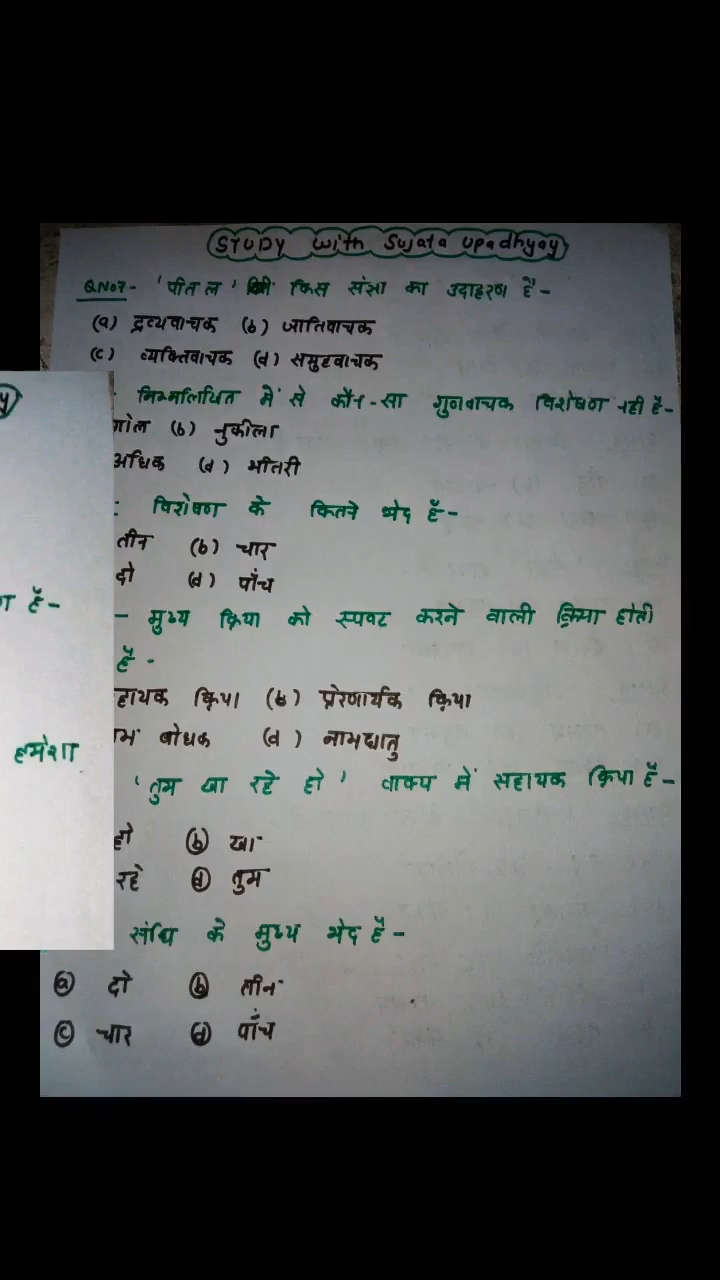 STUDY with Sujata Upadhyay
Q.No7- 'पीतल' किस संज्ञा का उदाहरण है -
(a) द्रव्यवाचक (b) जातिवाचक
(c) व्यक्तिवाचक (d) समुहवाचक
निम्नलिखित में से कौन-सा गुणवाचक विशेषण नही है-
गोल (b) नुकीला
अधिक (d) भीतरी
: विशेषण के कितने भेद हैं-
तीन (b) चार
दो (d) पाँच
- मुख्य क्रिया को स्पष्ट करने वाली क्रिया होती
है -
हायक क्रिया (b) प्रेरणार्थक क्रिया
बोधक (d) नामधातु
'तुम खा रहे हो' वाक्य में सहायक क्रिया है-
हो (b) खा
रहे (d) तुम
संधि के मुख्य भेद हैं-
(a) दो (b) तीन
(c) चार (d) पाँच
y
है-
हमेशा